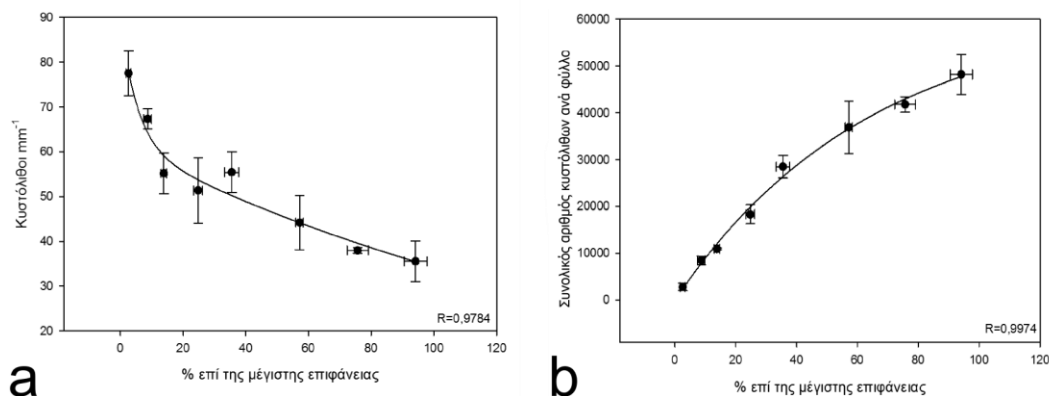 90
80
70
60
50
40
30
20
0 20 40 60 80 100 120
Κυστόλιθοι mm⁻¹
% επί της μέγιστης επιφάνειας
R=0,9784
a
60000
50000
40000
30000
20000
10000
0
0 20 40 60 80 100 120
Συνολικός αριθμός κυστόλιθων ανά φύλλο
% επί της μέγιστης επιφάνειας
R=0,9974
b